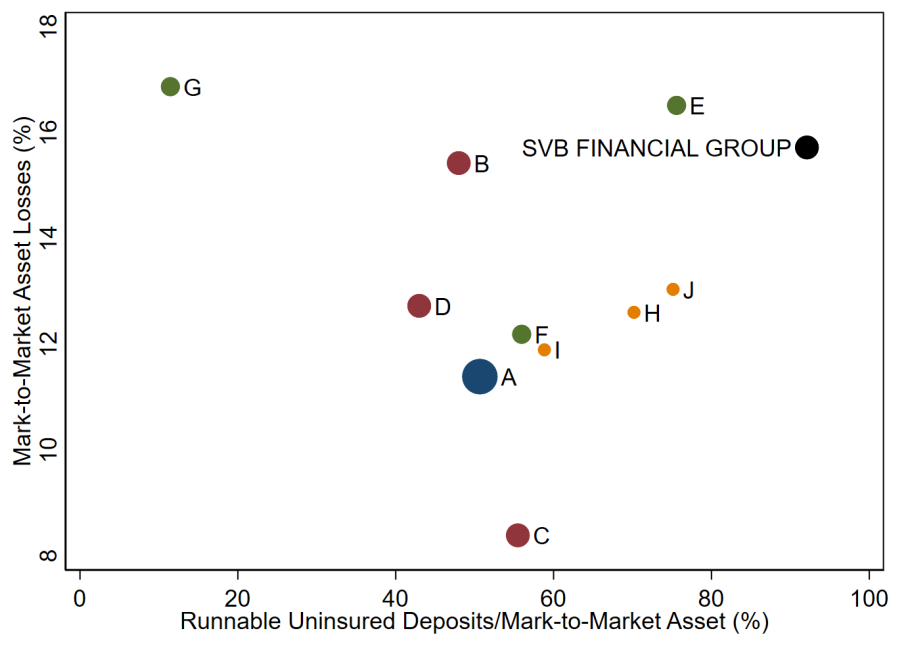 18
G
E
16
SVB FINANCIAL GROUP
B
14
J
D
H
12
F
I
A
10
C
8
Mark-to-Market Asset Losses (%)
0 20 40 60 80 100
Runnable Uninsured Deposits/Mark-to-Market Asset (%)